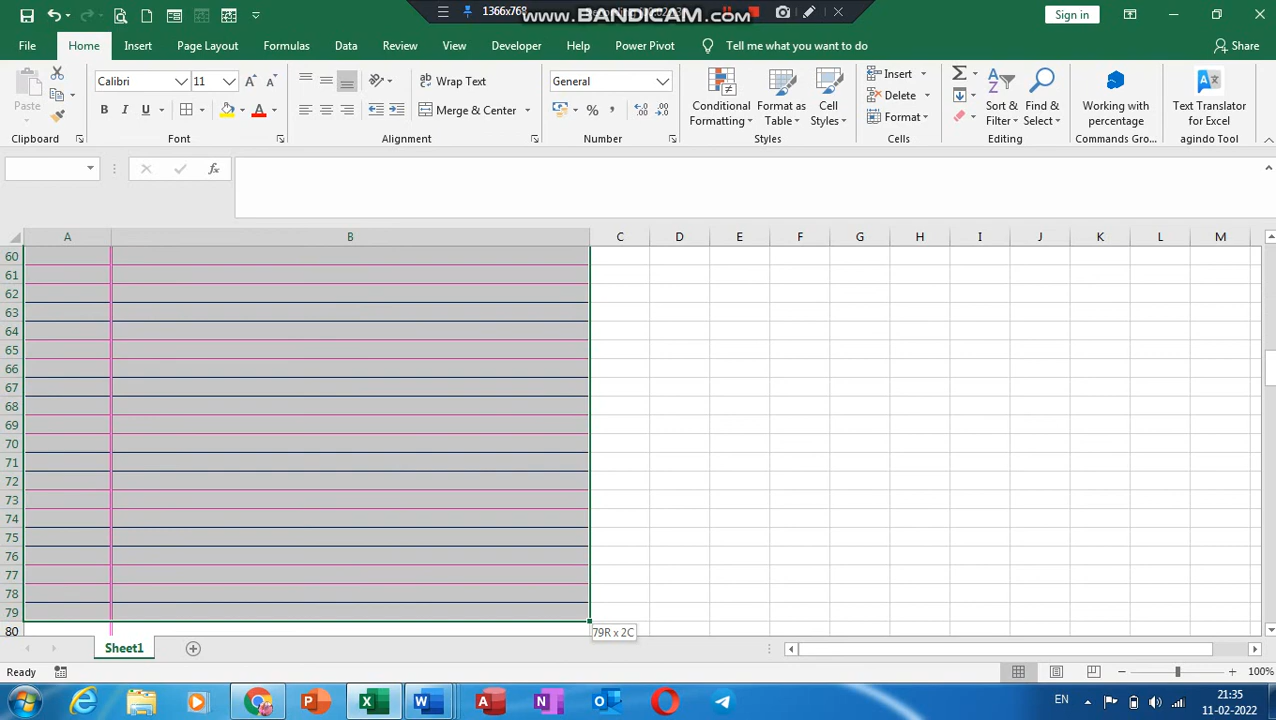 1366x768
www.BANDICAM.com
Sign in
File Home Insert Page Layout Formulas Data Review View Developer Help Power Pivot Tell me what you want to do Share
Paste
Calibri 11
Wrap Text
Merge & Center
General
Conditional Formatting
Format as Table
Cell Styles
Insert
Delete
Format
Sort & Filter
Find & Select
Working with percentage
Text Translator for Excel
Clipboard Font Alignment Number Styles Cells Editing Commands Gro... agindo Tool
A B C D E F G H I J K L M
60
61
62
63
64
65
66
67
68
69
70
71
72
73
74
75
76
77
78
79
80
79R x 2C
Sheet1
Ready
100%
EN
21:35
11-02-2022